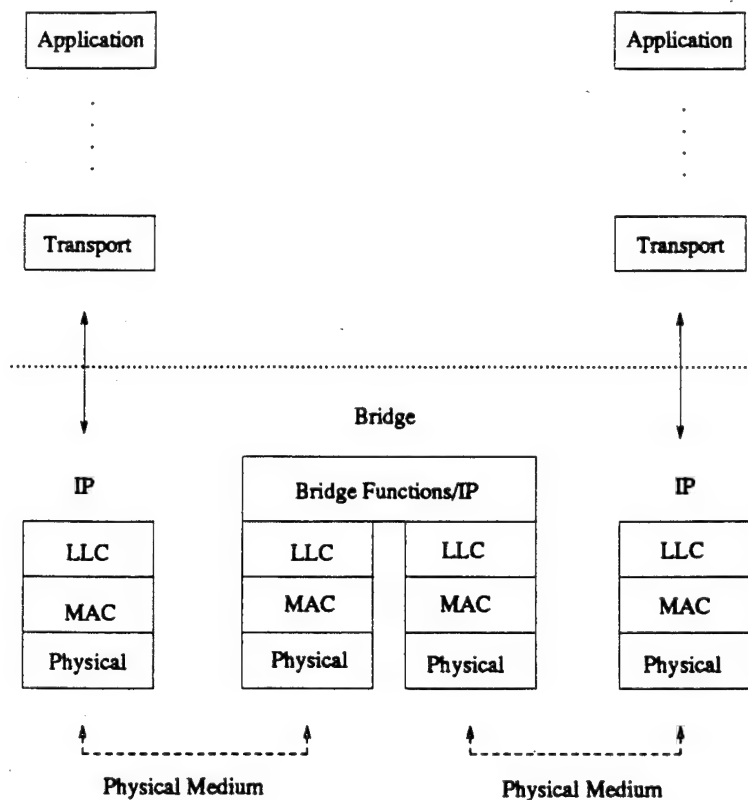 Application Application
Transport Transport
Bridge
IP Bridge Functions/IP IP
LLC LLC LLC LLC
MAC MAC MAC MAC
Physical Physical Physical Physical
Physical Medium Physical Medium